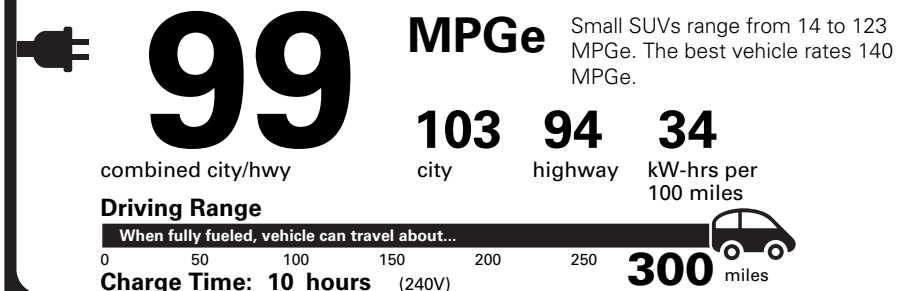 99
MPGe
Small SUVs range from 14 to 123
MPGe. The best vehicle rates 140
MPGe.
combined city/hwy
103 94 34
city highway kW-hrs per
100 miles
Driving Range
When fully fueled, vehicle can travel about...
0 50 100 150 200 250 300 miles
Charge Time: 10 hours (240V)